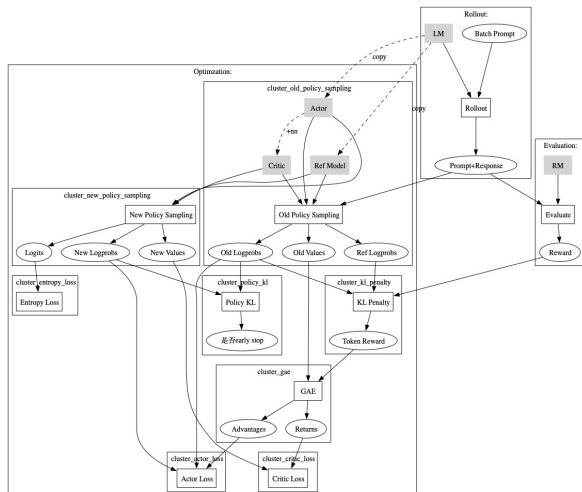 Rollout:
LM
Batch Prompt
copy
Optimzation:
cluster_old_policy_sampling
Actor
copy
Rollout
+nn
Evaluation:
Critic
Ref Model
Prompt+Response
RM
cluster_new_policy_sampling
New Policy Sampling
Old Policy Sampling
Evaluate
Logits
New Logprobs
New Values
Old Logprobs
Old Values
Ref Logprobs
Reward
cluster_entropy_loss
cluster_policy_kl
cluster_kl_penalty
Entropy Loss
Policy KL
KL Penalty
是否early stop
Token Reward
cluster_gae
GAE
Advantages
Returns
cluster_actor_loss
cluster_critic_loss
Actor Loss
Critic Loss